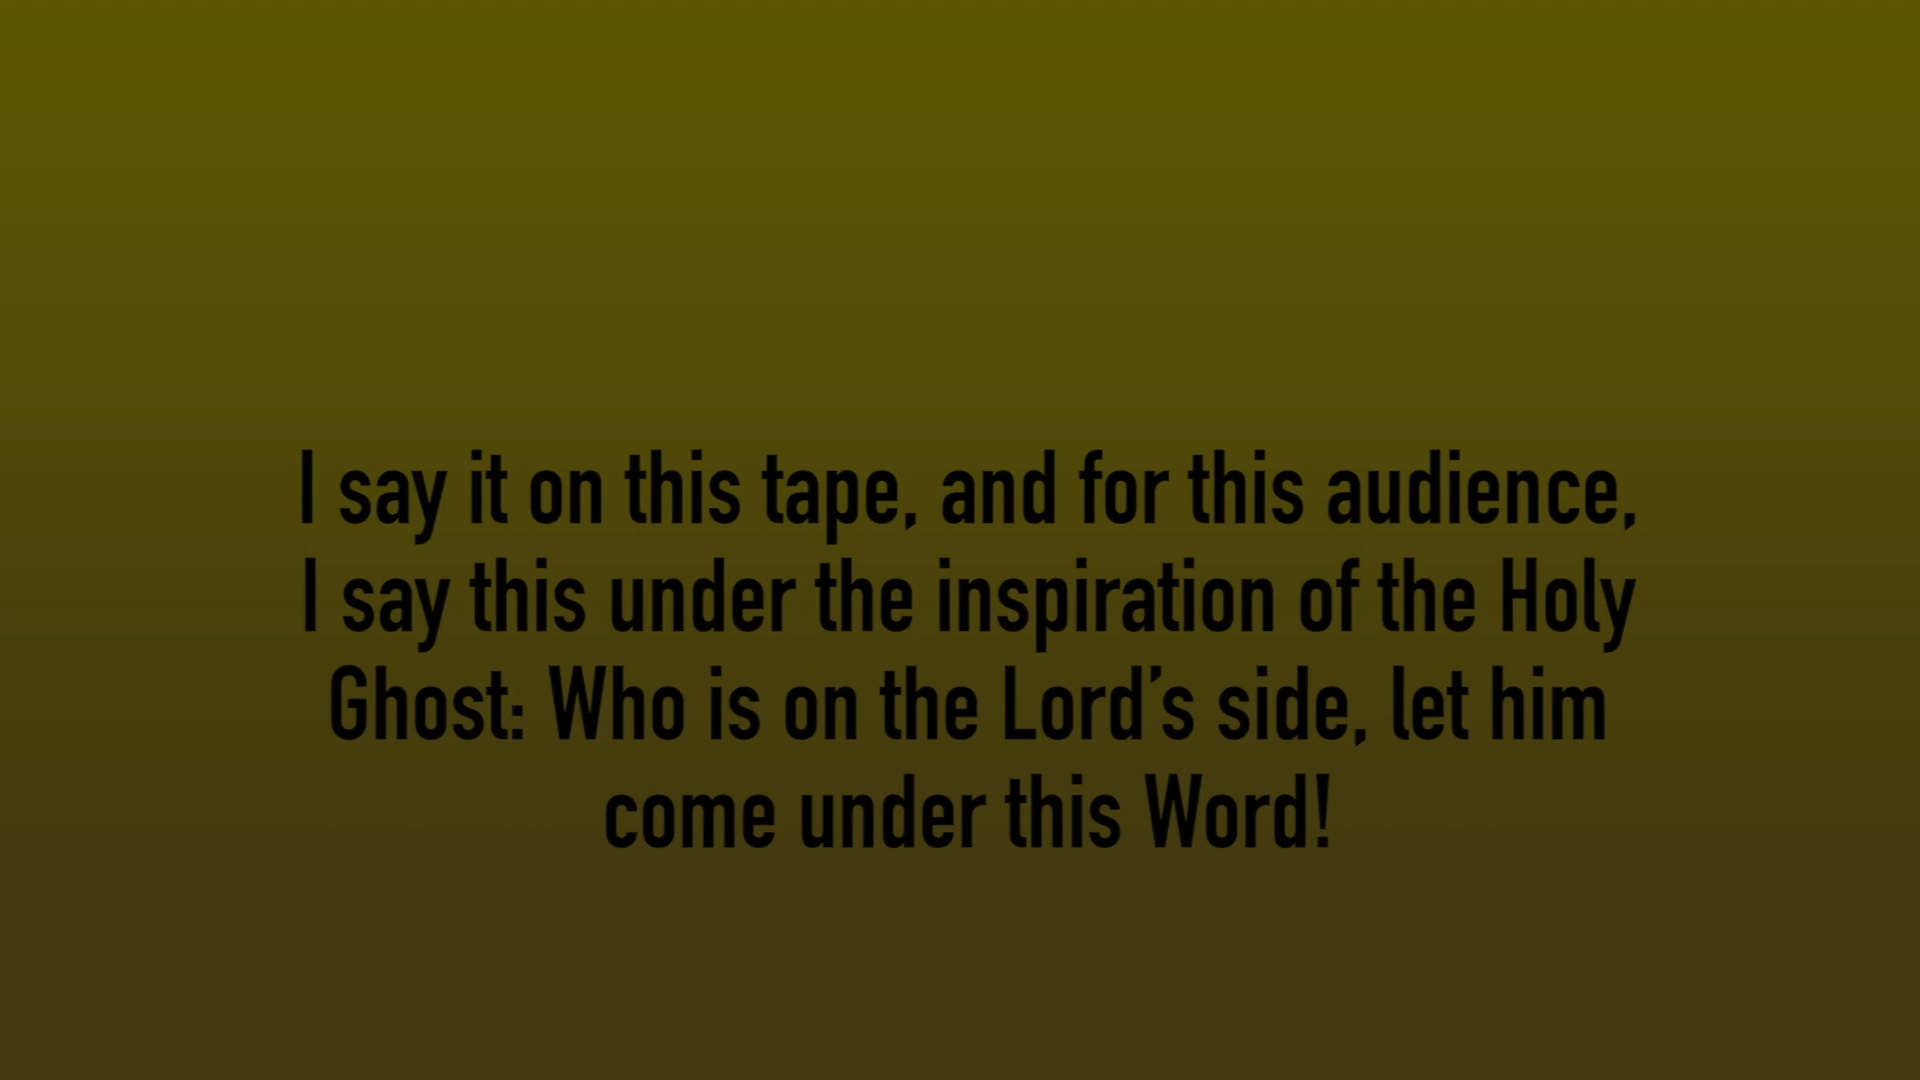 I say it on this tape, and for this audience,
I say this under the inspiration of the Holy
Ghost: Who is on the Lord’s side, let him
come under this Word!